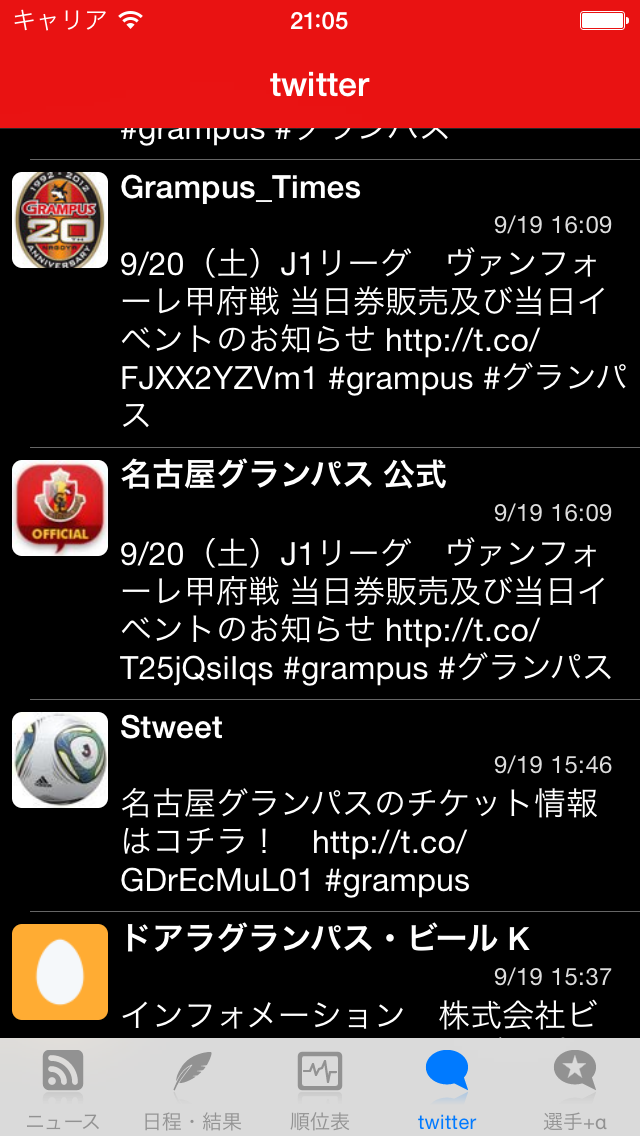 キャリア 21:05
twitter
#grampus #グランパス
1992 - 2012
GRAMPUS
20TH
NAGOYA
ANNIVERSARY
Grampus_Times
9/19 16:09
9/20（土）J1リーグ　ヴァンフォ
ーレ甲府戦 当日券販売及び当日イ
ベントのお知らせ http://t.co/
FJXX2YZVm1 #grampus #グランパ
ス
OFFICIAL
名古屋グランパス 公式
9/19 16:09
9/20（土）J1リーグ　ヴァンフォ
ーレ甲府戦 当日券販売及び当日イ
ベントのお知らせ http://t.co/
T25jQsiIqs #grampus #グランパス
adidas
Stweet
9/19 15:46
名古屋グランパスのチケット情報
はコチラ！　http://t.co/
GDrEcMuL01 #grampus
ドアラグランパス・ビール K
9/19 15:37
インフォメーション　株式会社ビ
ニュース 日程・結果 順位表 twitter 選手+α